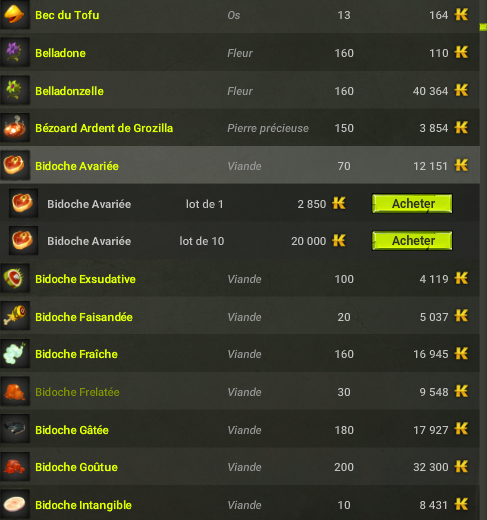 Bec du Tofu Os 13 164
Belladone Fleur 160 110
Belladonzelle Fleur 160 40 364
Bézoard Ardent de Grozilla Pierre précieuse 150 3 854
Bidoche Avariée Viande 70 12 151
Bidoche Avariée lot de 1 2 850 Acheter
Bidoche Avariée lot de 10 20 000 Acheter
Bidoche Exsudative Viande 100 4 119
Bidoche Faisandée Viande 20 5 037
Bidoche Fraîche Viande 160 16 945
Bidoche Frelatée Viande 30 9 548
Bidoche Gâtée Viande 180 17 927
Bidoche Goûtue Viande 200 32 300
Bidoche Intangible Viande 10 8 431